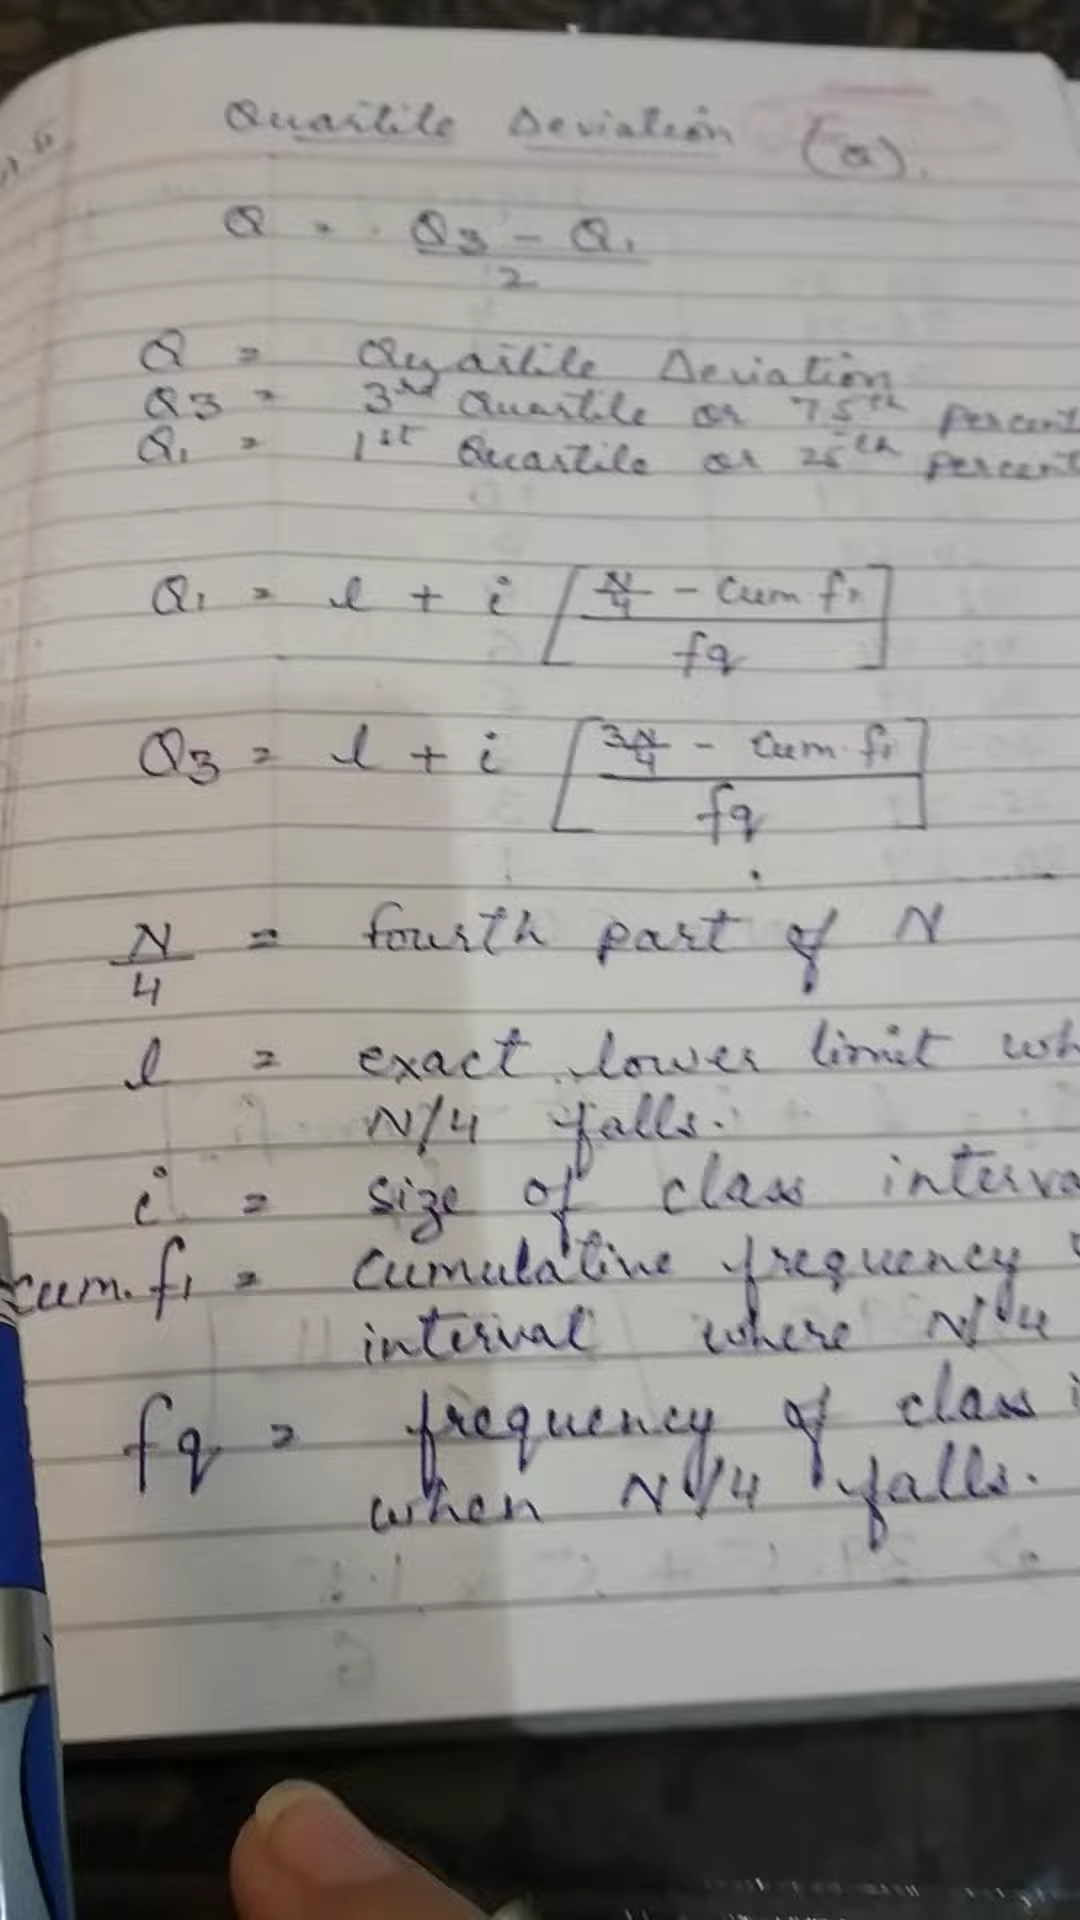 Quartile Deviation (Q).
Q = Q3 - Q1
2
Q = Quartile Deviation
Q3 = 3rd Quartile or 75th percent
Q1 = 1st Quartile or 25th percent
Q1 = l + i [N/4 - Cum f1
fq]
Q3 = l + i [3N/4 - Cum. f1
fq]
N/4 = fourth part of N
l = exact lower limit wh
N/4 falls.
i = size of class interva
cum. f1 = Cumulative frequency
interval where N/4
fq = frequency of class i
when N/4 falls.